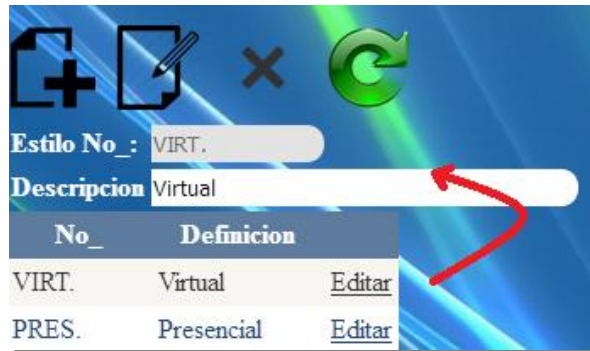 Estilo No_: VIRT.
Descripcion Virtual
No_ Definicion
VIRT. Virtual Editar
PRES. Presencial Editar